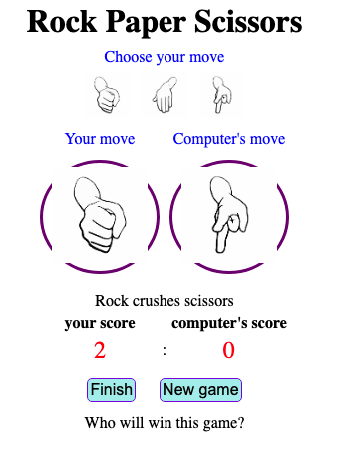 Rock Paper Scissors
Choose your move
Your move Computer's move
Rock crushes scissors
your score computer's score
2 : 0
Finish New game
Who will win this game?